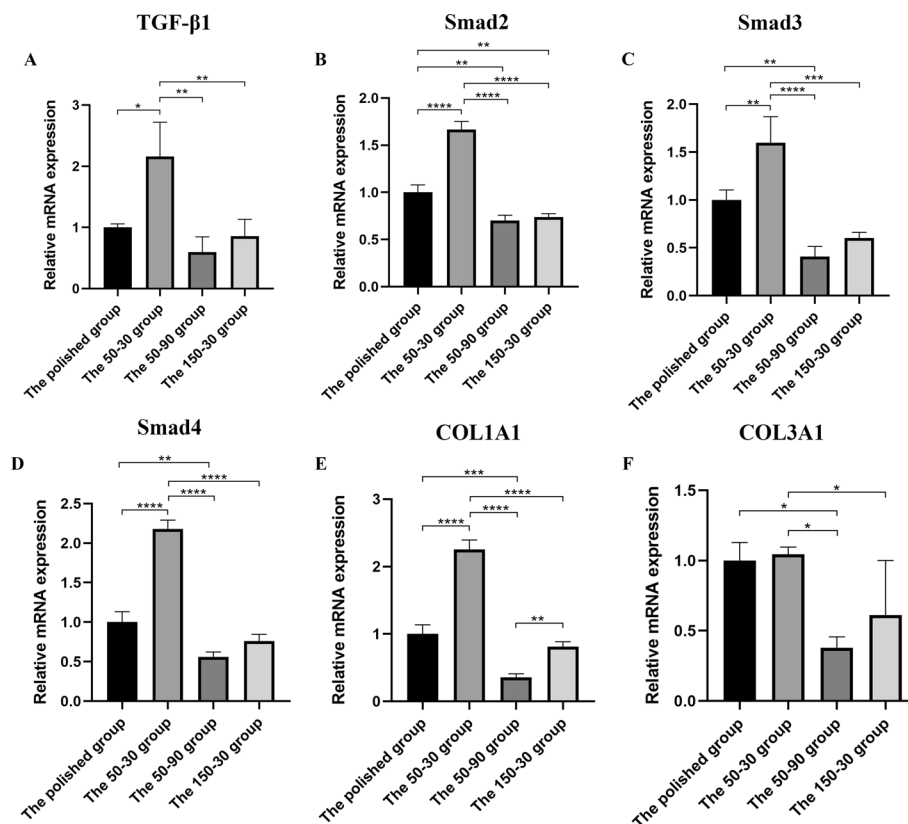 TGF-β1
A
**
**
*
Relative mRNA expression
3
2
1
0
The polished group
The 50-30 group
The 50-90 group
The 150-30 group
Smad2
B
**
**
****
****
****
Relative mRNA expression
2.0
1.5
1.0
0.5
0.0
The polished group
The 50-30 group
The 50-90 group
The 150-30 group
Smad3
C
**
***
****
**
Relative mRNA expression
2.0
1.5
1.0
0.5
0.0
The polished group
The 50-30 group
The 50-90 group
The 150-30 group
Smad4
D
**
****
****
****
Relative mRNA expression
2.5
2.0
1.5
1.0
0.5
0.0
The polished group
The 50-30 group
The 50-90 group
The 150-30 group
COL1A1
E
***
****
****
****
**
Relative mRNA expression
3
2
1
0
The polished group
The 50-30 group
The 50-90 group
The 150-30 group
COL3A1
F
*
*
*
Relative mRNA expression
1.5
1.0
0.5
0.0
The polished group
The 50-30 group
The 50-90 group
The 150-30 group